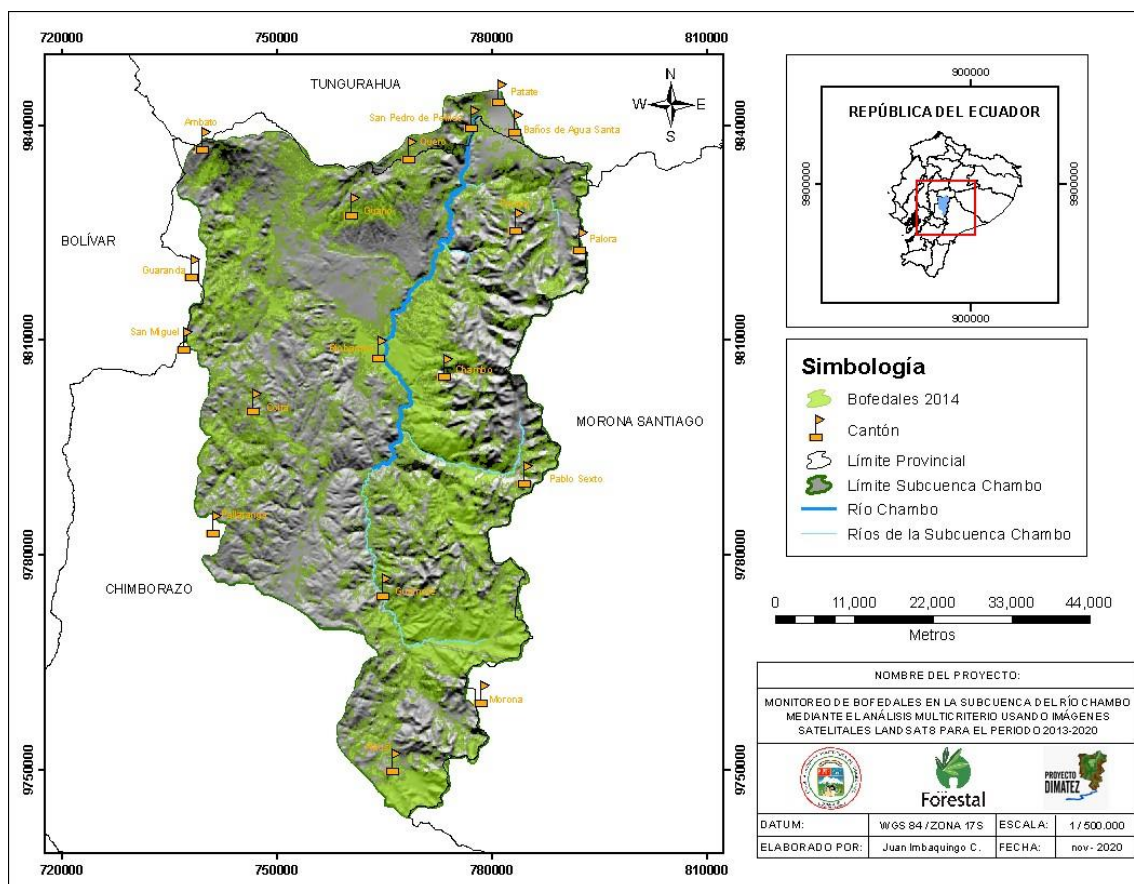 720000 750000 780000 810000
TUNGURAHUA
N
W E
S
Patate
San Pedro de Pelileo
Baños de Agua Santa
Ambato
Quero
Guano
Palora
BOLÍVAR
Guaranda
San Miguel
Riobamba
Chambo
Colta
MORONA SANTIAGO
Pablo Sexto
Pallatanga
CHIMBORAZO
Guamote
Morona
Alausí
9840000
9810000
9780000
9750000
9840000
9810000
9780000
9750000
720000 750000 780000 810000
900000
REPÚBLICA DEL ECUADOR
9900000
9900000
900000
Simbología
Bofedales 2014
Cantón
Límite Provincial
Límite Subcuenca Chambo
Río Chambo
Ríos de la Subcuenca Chambo
0 11,000 22,000 33,000 44,000
Metros
NOMBRE DEL PROYECTO:
MONITOREO DE BOFEDALES EN LA SUBCUENCA DEL RÍO CHAMBO
MEDIANTE EL ANÁLISIS MULTICRITERIO USANDO IMÁGENES
SATELITALES LANDSAT 8 PARA EL PERIODO 2013-2020
Forestal
PROYECTO
DIMATEZ
DATUM: WGS 84 / ZONA 17S ESCALA: 1 / 500.000
ELABORADO POR: Juan Imbaquingo C. FECHA: nov- 2020